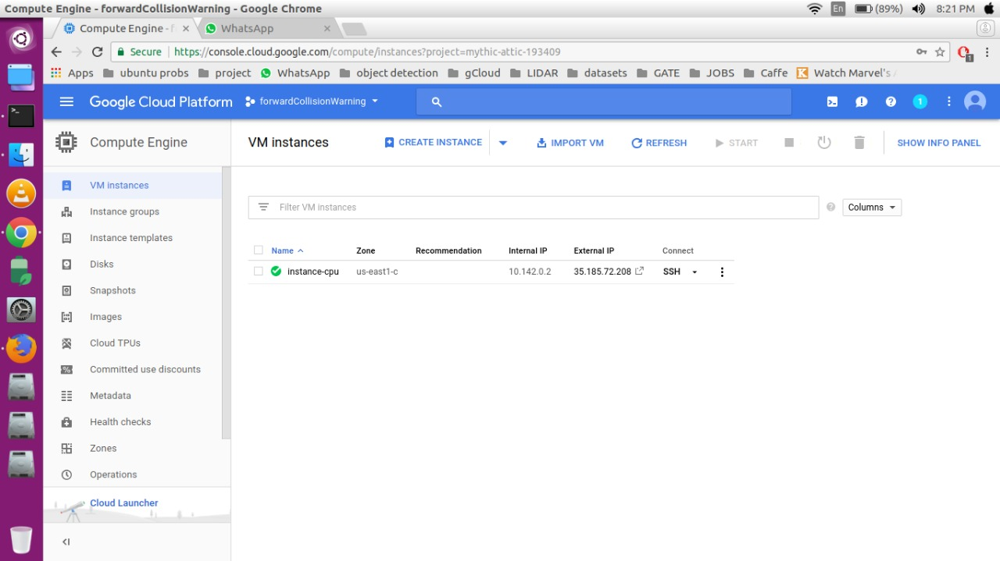 Compute Engine - forwardCollisionWarning - Google Chrome En (89%) 8:21 PM
Compute Engine - f WhatsApp
Secure https://console.cloud.google.com/compute/instances?project=mythic-attic-193409 1
Apps ubuntu probs project WhatsApp object detection gCloud LIDAR datasets GATE JOBS Caffe Watch Marvel's
Google Cloud Platform forwardCollisionWarning 1
Compute Engine
VM instances CREATE INSTANCE IMPORT VM REFRESH START SHOW INFO PANEL
VM instances
Instance groups
Instance templates
Disks
Snapshots
Images
Cloud TPUs
Committed use discounts
Metadata
Health checks
Zones
Operations
Cloud Launcher
Filter VM instances Columns
Name Zone Recommendation Internal IP External IP Connect
instance-cpu us-east1-c 10.142.0.2 35.185.72.208 SSH